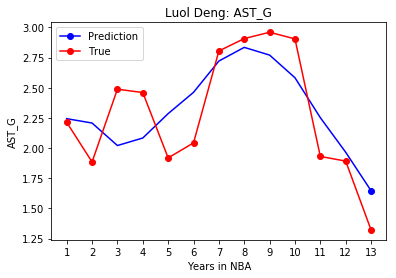 Luol Deng: AST_G
Prediction
True
AST_G
3.00
2.75
2.50
2.25
2.00
1.75
1.50
1.25
1 2 3 4 5 6 7 8 9 10 11 12 13
Years in NBA